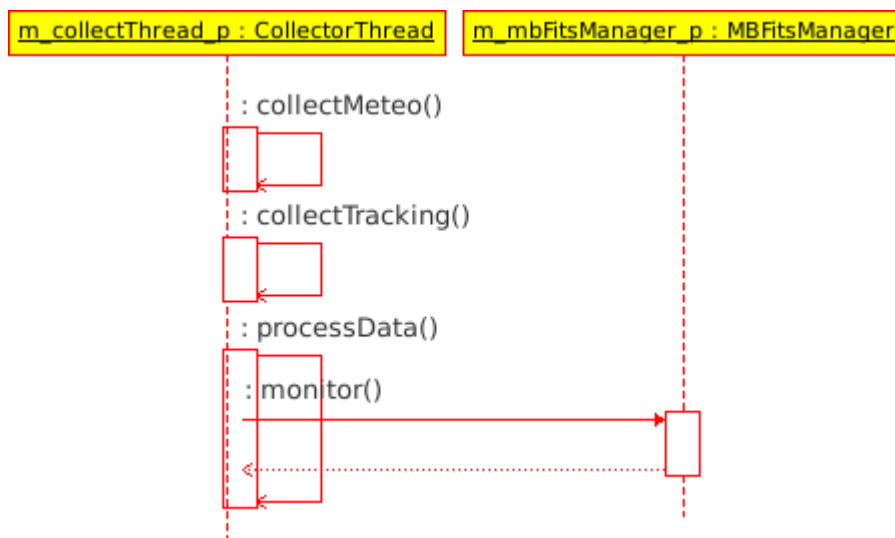 m_collectThread_p : CollectorThread
m_mbFitsManager_p : MBFitsManager
: collectMeteo()
: collectTracking()
: processData()
: monitor()